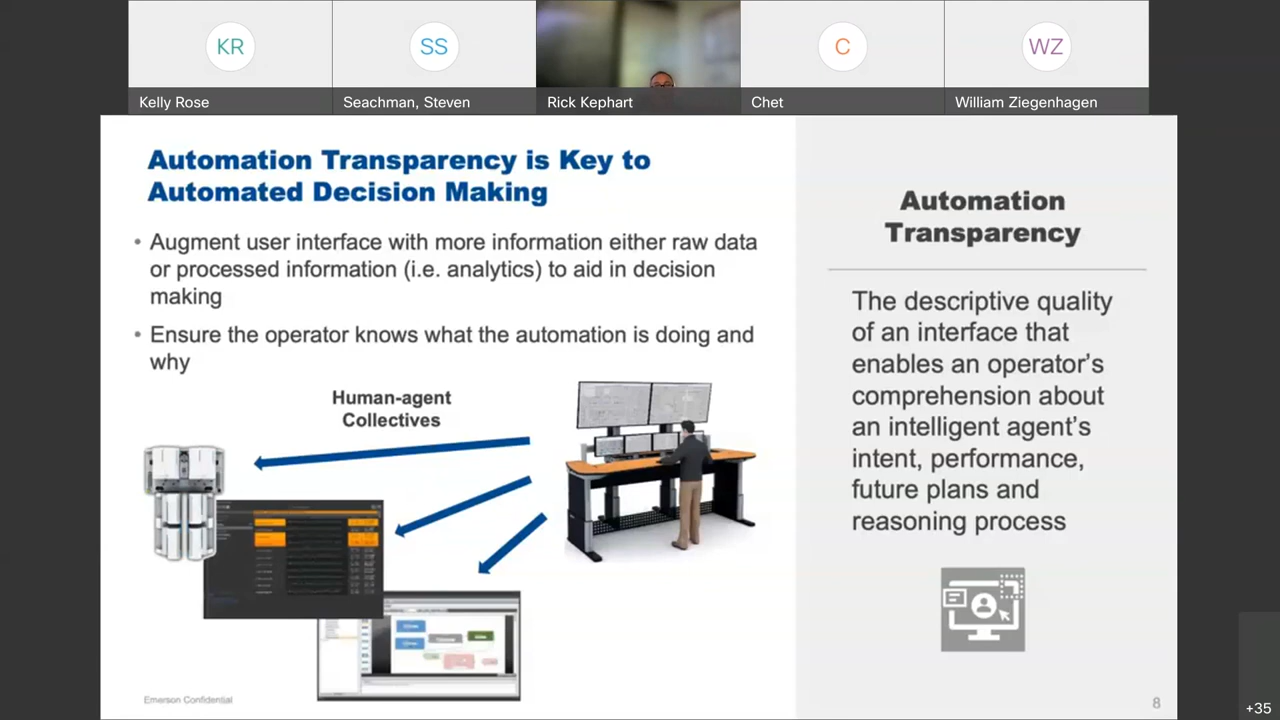 KR
SS
C
WZ
Kelly Rose
Seachman, Steven
Rick Kephart
Chet
William Ziegenhagen
Automation Transparency is Key to
Automated Decision Making
• Augment user interface with more information either raw data
or processed information (i.e. analytics) to aid in decision
making
• Ensure the operator knows what the automation is doing and
why
Human-agent
Collectives
Automation
Transparency
The descriptive quality
of an interface that
enables an operator's
comprehension about
an intelligent agent's
intent, performance,
future plans and
reasoning process
Emerson Confidential
8
+35